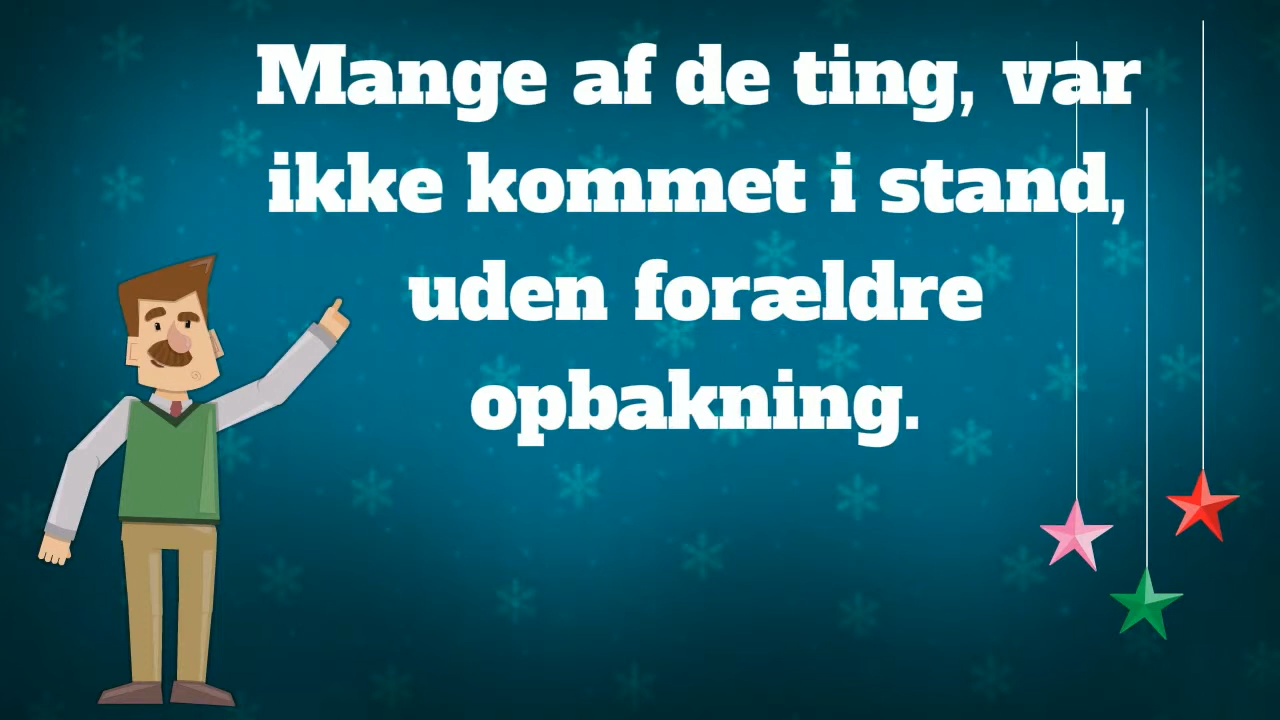 Mange af de ting, var
ikke kommet i stand,
uden forældre
opbakning.